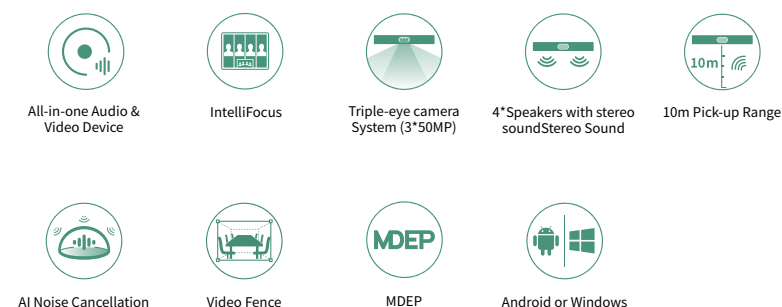 10m
All-in-one Audio &
Video Device
IntelliFocus
Triple-eye camera
System (3*50MP)
4*Speakers with stereo
soundStereo Sound
10m Pick-up Range
MDEP
AI Noise Cancellation
Video Fence
MDEP
Android or Windows